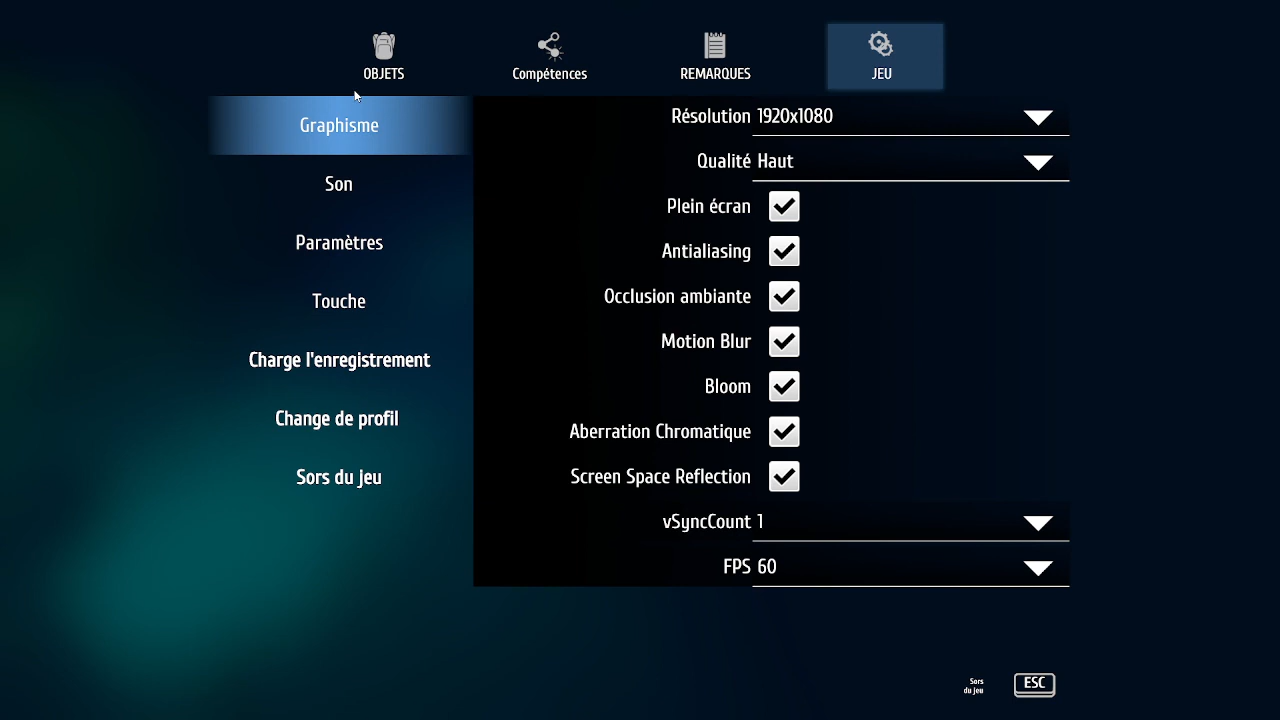 OBJETS
Compétences
REMARQUES
JEU
Graphisme
Son
Paramètres
Touche
Charge l'enregistrement
Change de profil
Sors du jeu
Résolution 1920x1080
Qualité Haut
Plein écran
Antialiasing
Occlusion ambiante
Motion Blur
Bloom
Aberration Chromatique
Screen Space Reflection
vSyncCount 1
FPS 60
Sors
du jeu
ESC